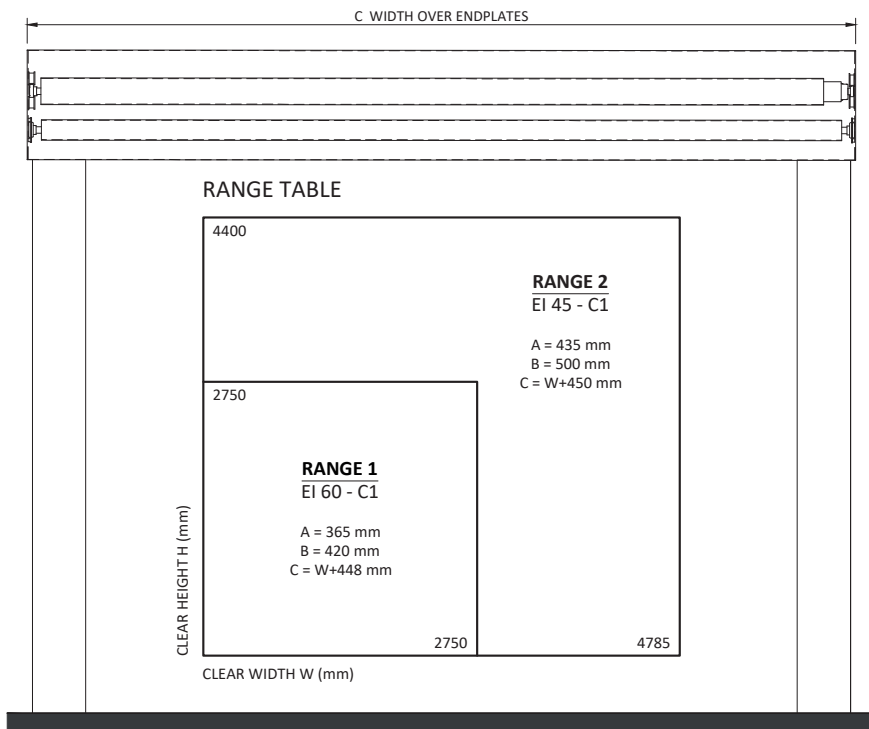 C WIDTH OVER ENDPLATES
RANGE TABLE
4400
RANGE 2
EI 45 - C1
A = 435 mm
B = 500 mm
C = W+450 mm
2750
RANGE 1
EI 60 - C1
A = 365 mm
B = 420 mm
C = W+448 mm
CLEAR HEIGHT H (mm)
2750
4785
CLEAR WIDTH W (mm)